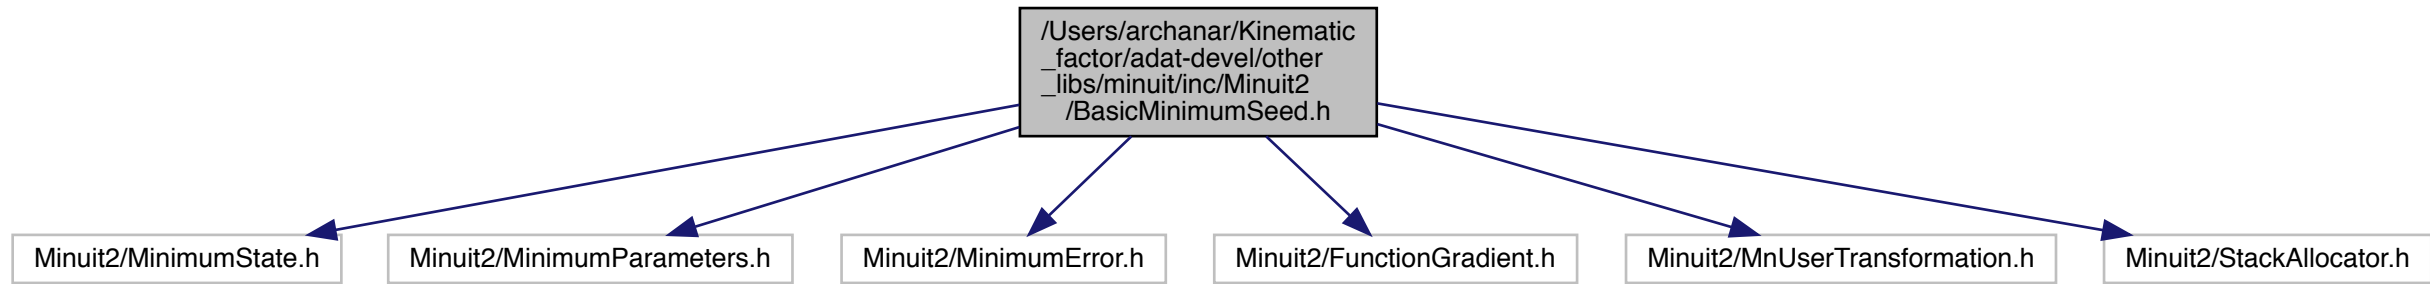 /Users/archanar/Kinematic
_factor/adat-devel/other
_libs/minuit/inc/Minuit2
/BasicMinimumSeed.h
Minuit2/MinimumState.h
Minuit2/MinimumParameters.h
Minuit2/MinimumError.h
Minuit2/FunctionGradient.h
Minuit2/MnUserTransformation.h
Minuit2/StackAllocator.h